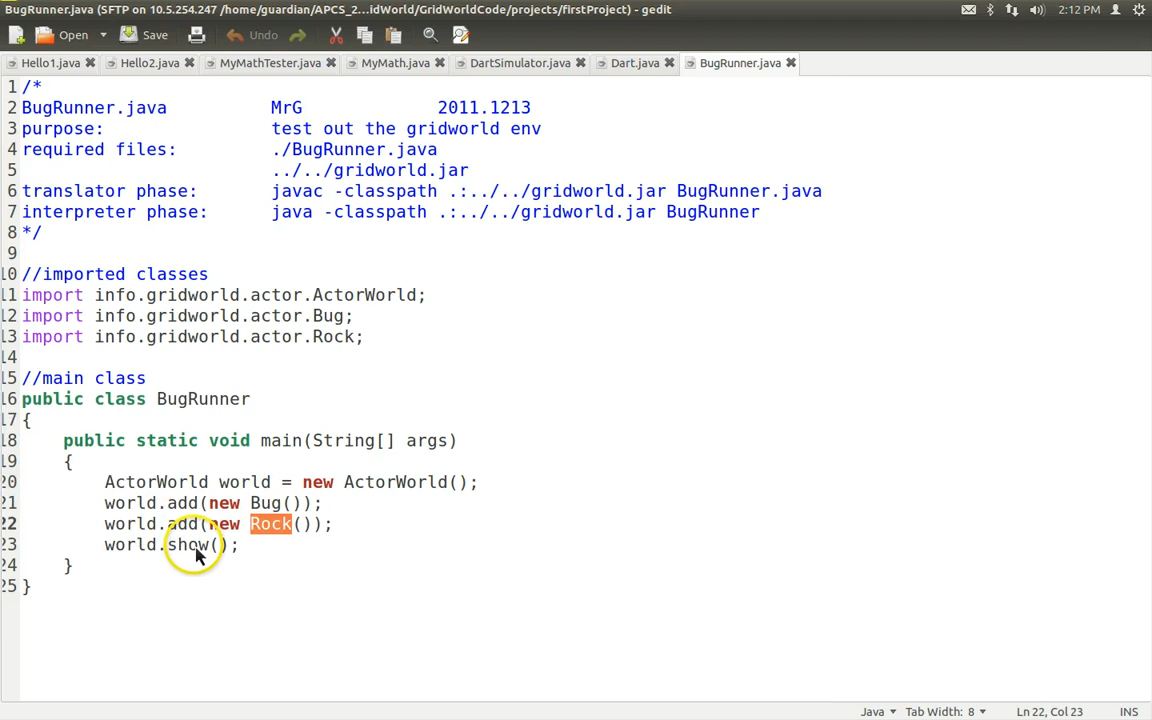 BugRunner.java (SFTP on 10.5.254.247 /home/guardian/APCS_2...idWorld/GridWorldCode/projects/firstProject) - gedit
2:12 PM
Open Save Undo
Hello1.java Hello2.java MyMathTester.java MyMath.java DartSimulator.java Dart.java BugRunner.java
1 /*
2 BugRunner.java MrG 2011.1213
3 purpose: test out the gridworld env
4 required files: ./BugRunner.java
5 ../../gridworld.jar
6 translator phase: javac -classpath .:../../gridworld.jar BugRunner.java
7 interpreter phase: java -classpath .:../../gridworld.jar BugRunner
8 */
9
10 //imported classes
11 import info.gridworld.actor.ActorWorld;
12 import info.gridworld.actor.Bug;
13 import info.gridworld.actor.Rock;
14
15 //main class
16 public class BugRunner
17 {
18 public static void main(String[] args)
19 {
20 ActorWorld world = new ActorWorld();
21 world.add(new Bug());
22 world.add(new Rock());
23 world.show();
24 }
25 }
Java Tab Width: 8 Ln 22, Col 23 INS